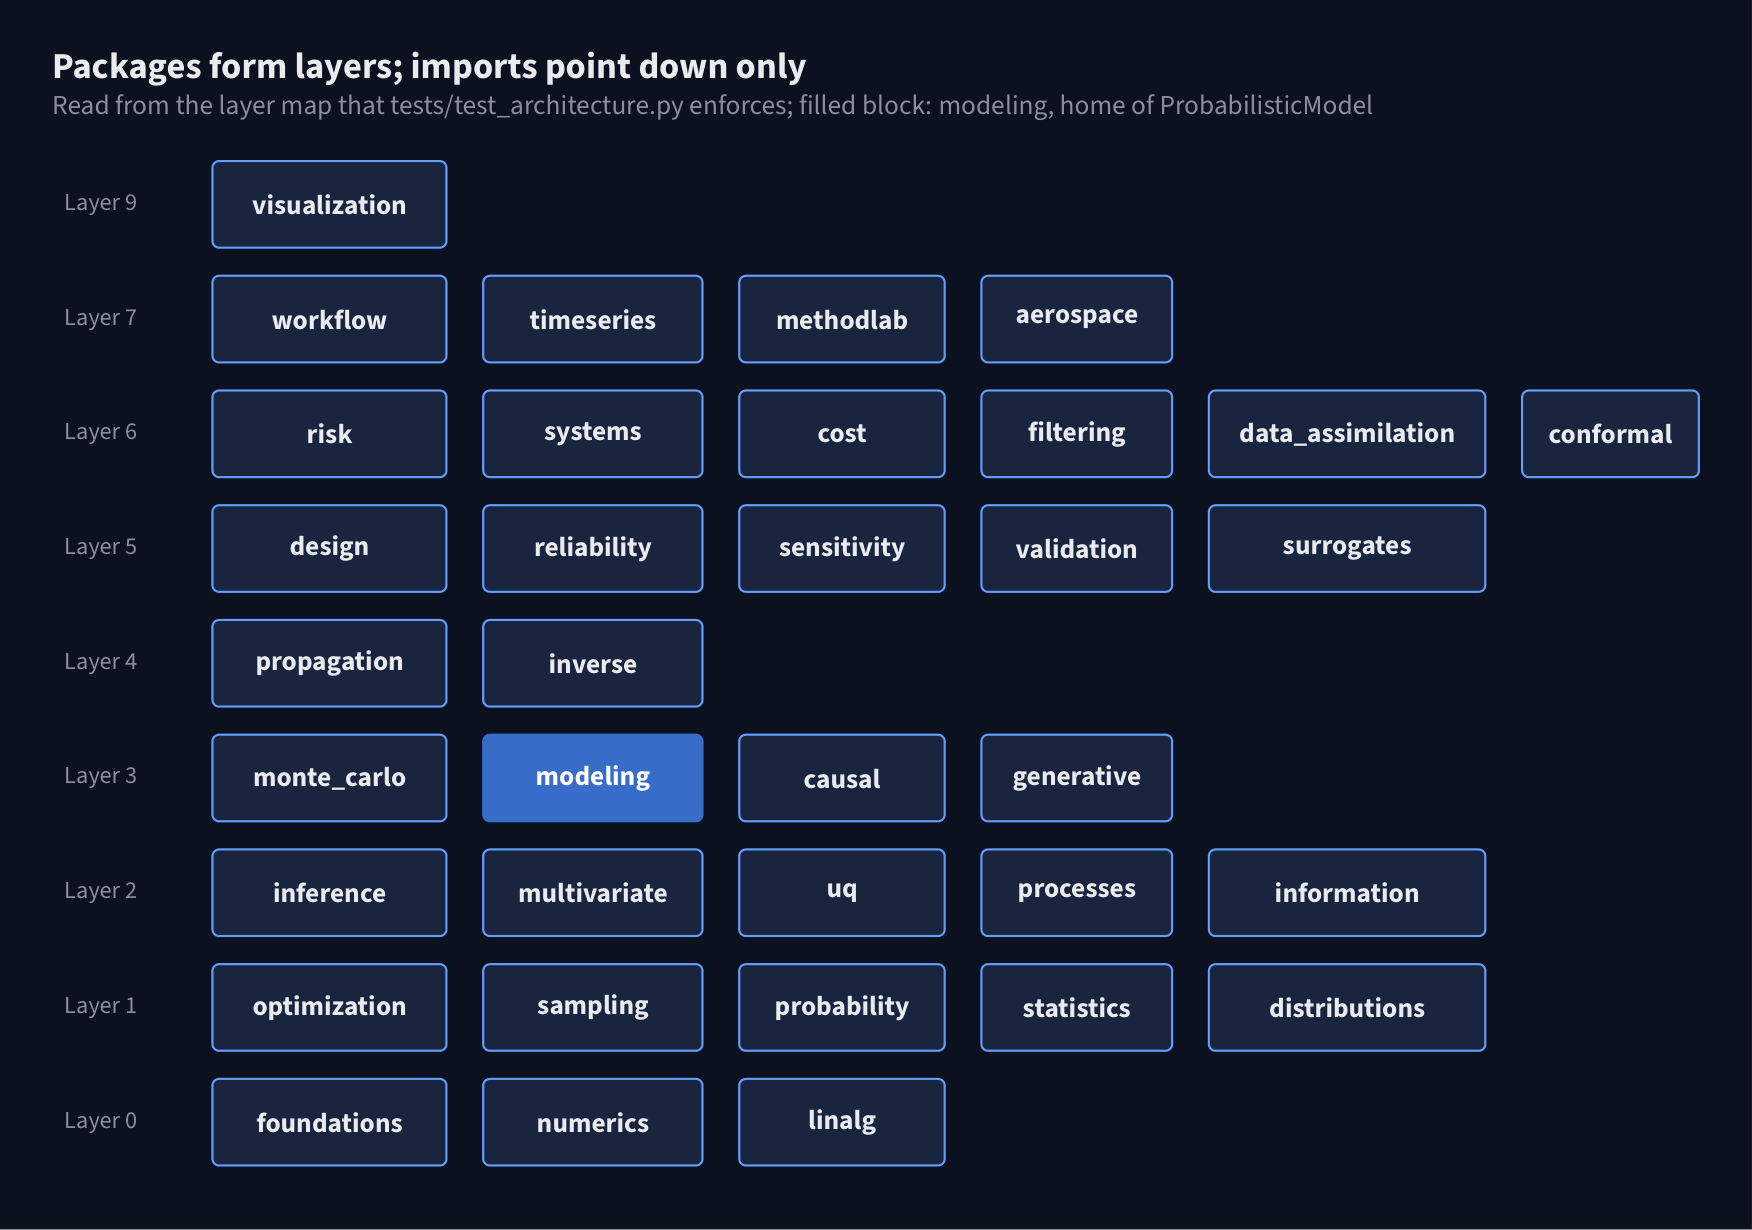 Packages form layers; imports point down only
Read from the layer map that tests/test_architecture.py enforces; filled block: modeling, home of ProbabilisticModel
Layer 9 visualization
Layer 7 workflow timeseries methodlab aerospace
Layer 6 risk systems cost filtering data_assimilation conformal
Layer 5 design reliability sensitivity validation surrogates
Layer 4 propagation inverse
Layer 3 monte_carlo modeling causal generative
Layer 2 inference multivariate uq processes information
Layer 1 optimization sampling probability statistics distributions
Layer 0 foundations numerics linalg